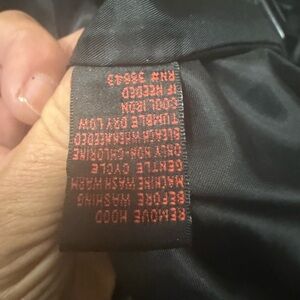 REMOVE HOOD
BEFORE WASHING
MACHINE WASH WARM
GENTLE CYCLE
ONLY NON-CHLORINE
BLEACH WHEN NEEDED
TUMBLE DRY LOW
COOL IRON
IF NEEDED
RN# 35643